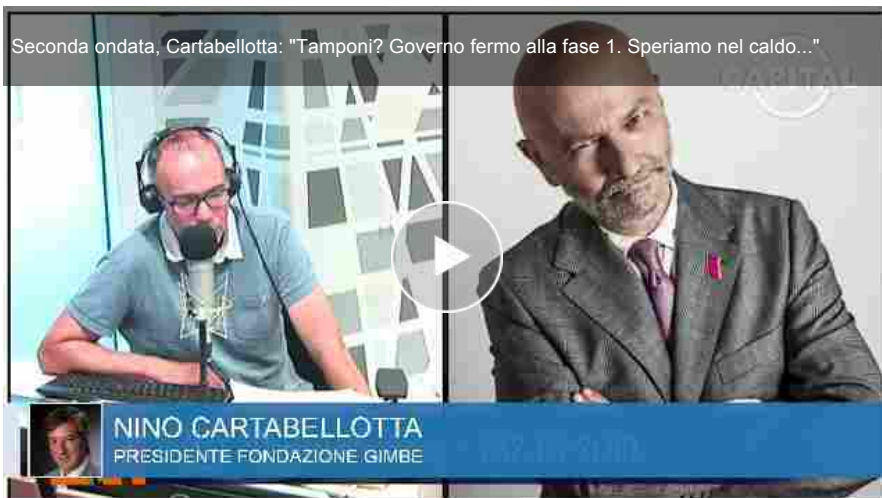 Seconda ondata, Cartabellotta: "Tamponi? Governo fermo alla fase 1. Speriamo nel caldo..."
CAPITAL
NINO CARTABELLOTTA
PRESIDENTE FONDAZIONE GIMBE